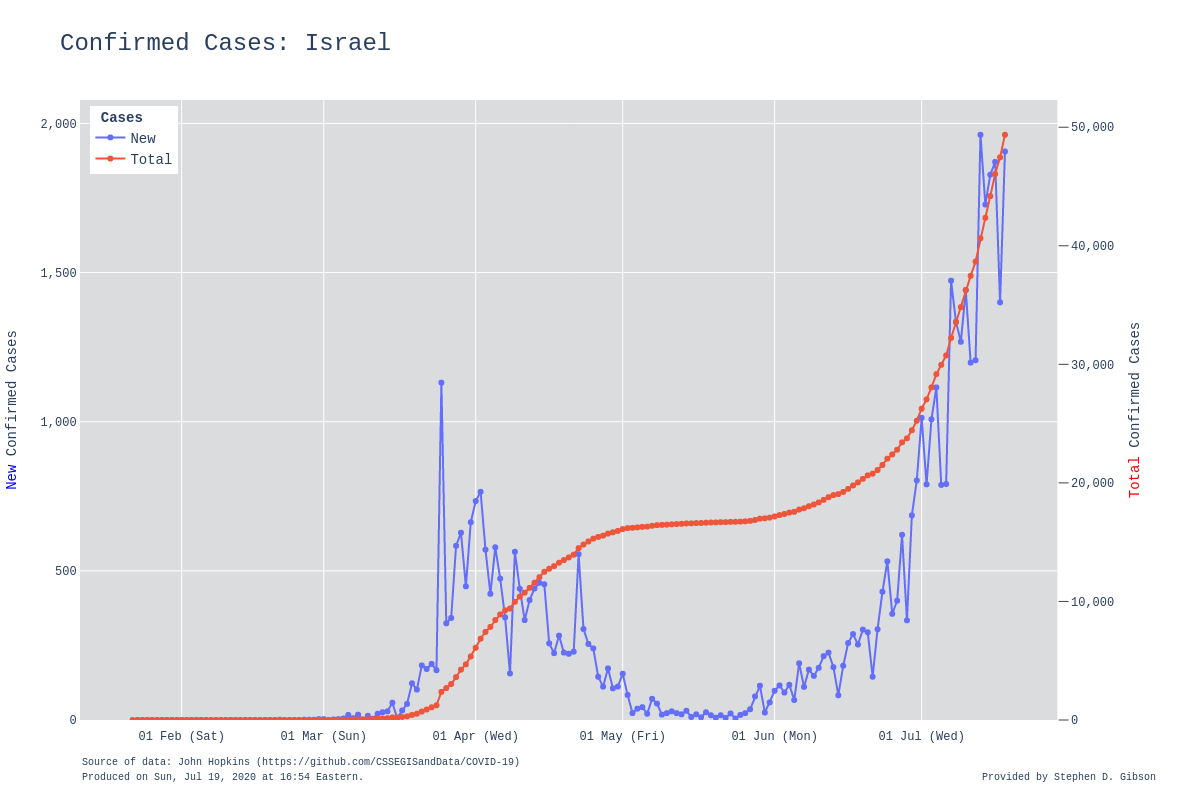 Confirmed Cases: Israel
Cases
New
Total
2,000
1,500
1,000
500
0
50,000
40,000
30,000
20,000
10,000
0
New Confirmed Cases
Total Confirmed Cases
01 Feb (Sat) 01 Mar (Sun) 01 Apr (Wed) 01 May (Fri) 01 Jun (Mon) 01 Jul (Wed)
Source of data: John Hopkins (https://github.com/CSSEGISandData/COVID-19)
Produced on Sun, Jul 19, 2020 at 16:54 Eastern.
Provided by Stephen D. Gibson